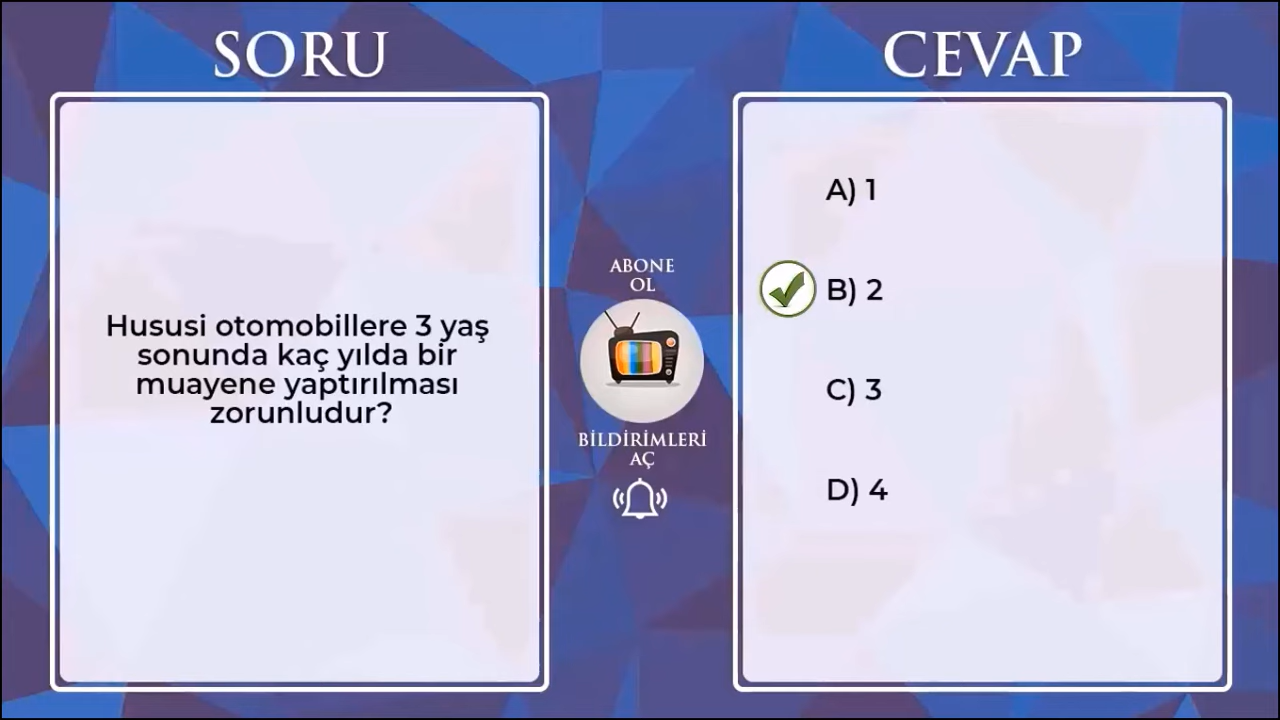 SORU
CEVAP
Hususi otomobillere 3 yaş
sonunda kaç yılda bir
muayene yaptırılması
zorunludur?
ABONE
OL
BİLDİRİMLERİ
AÇ
A) 1
B) 2
C) 3
D) 4